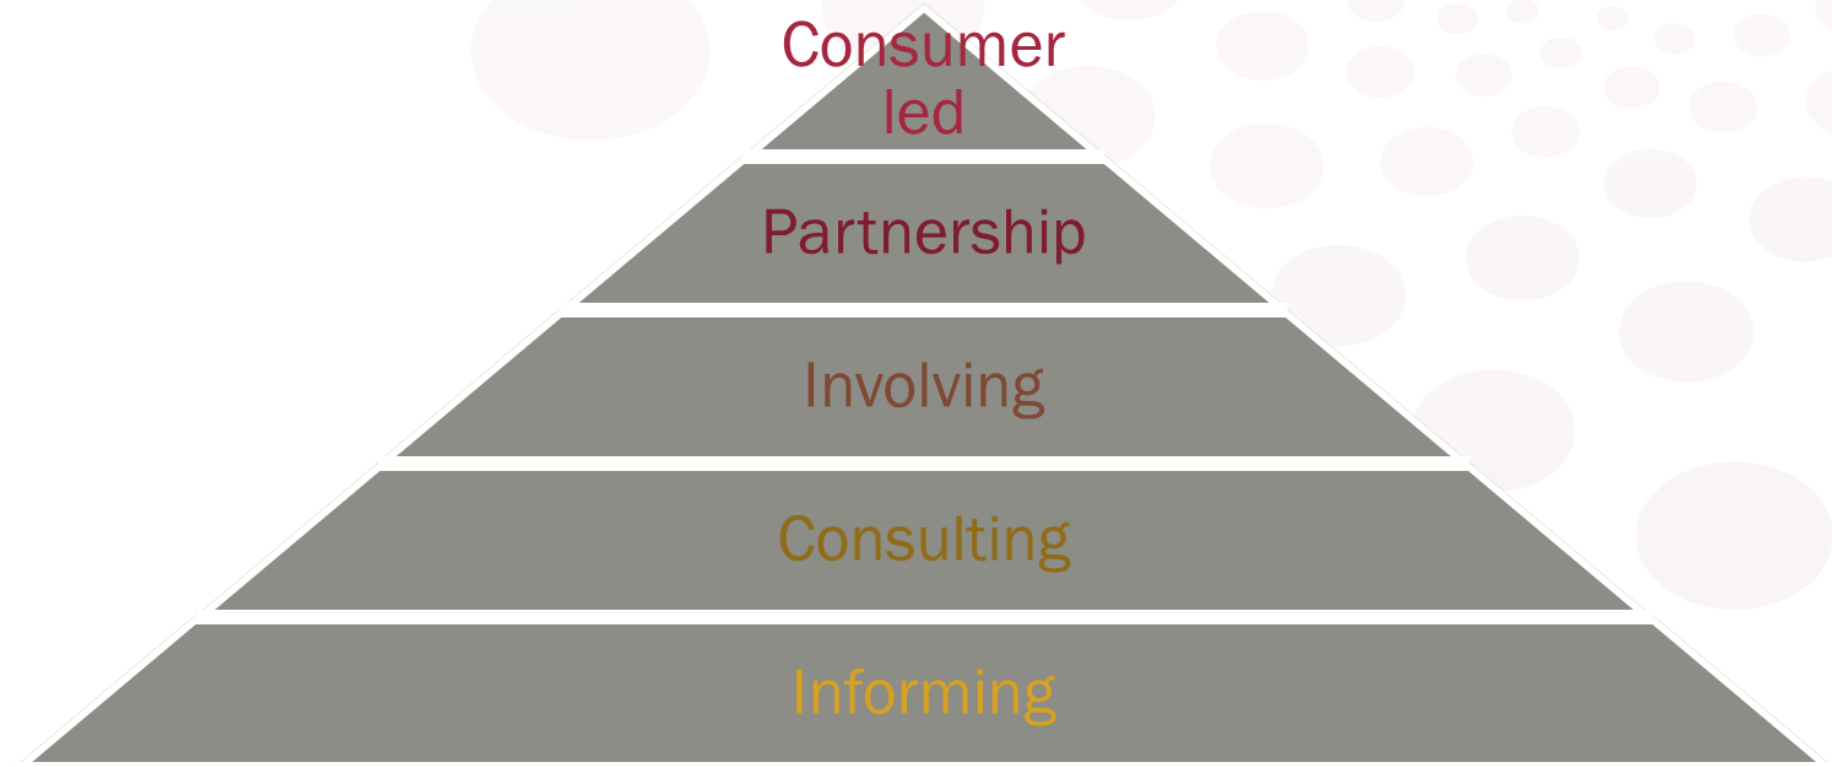 Consumer
led
Partnership
Involving
Consulting
Informing